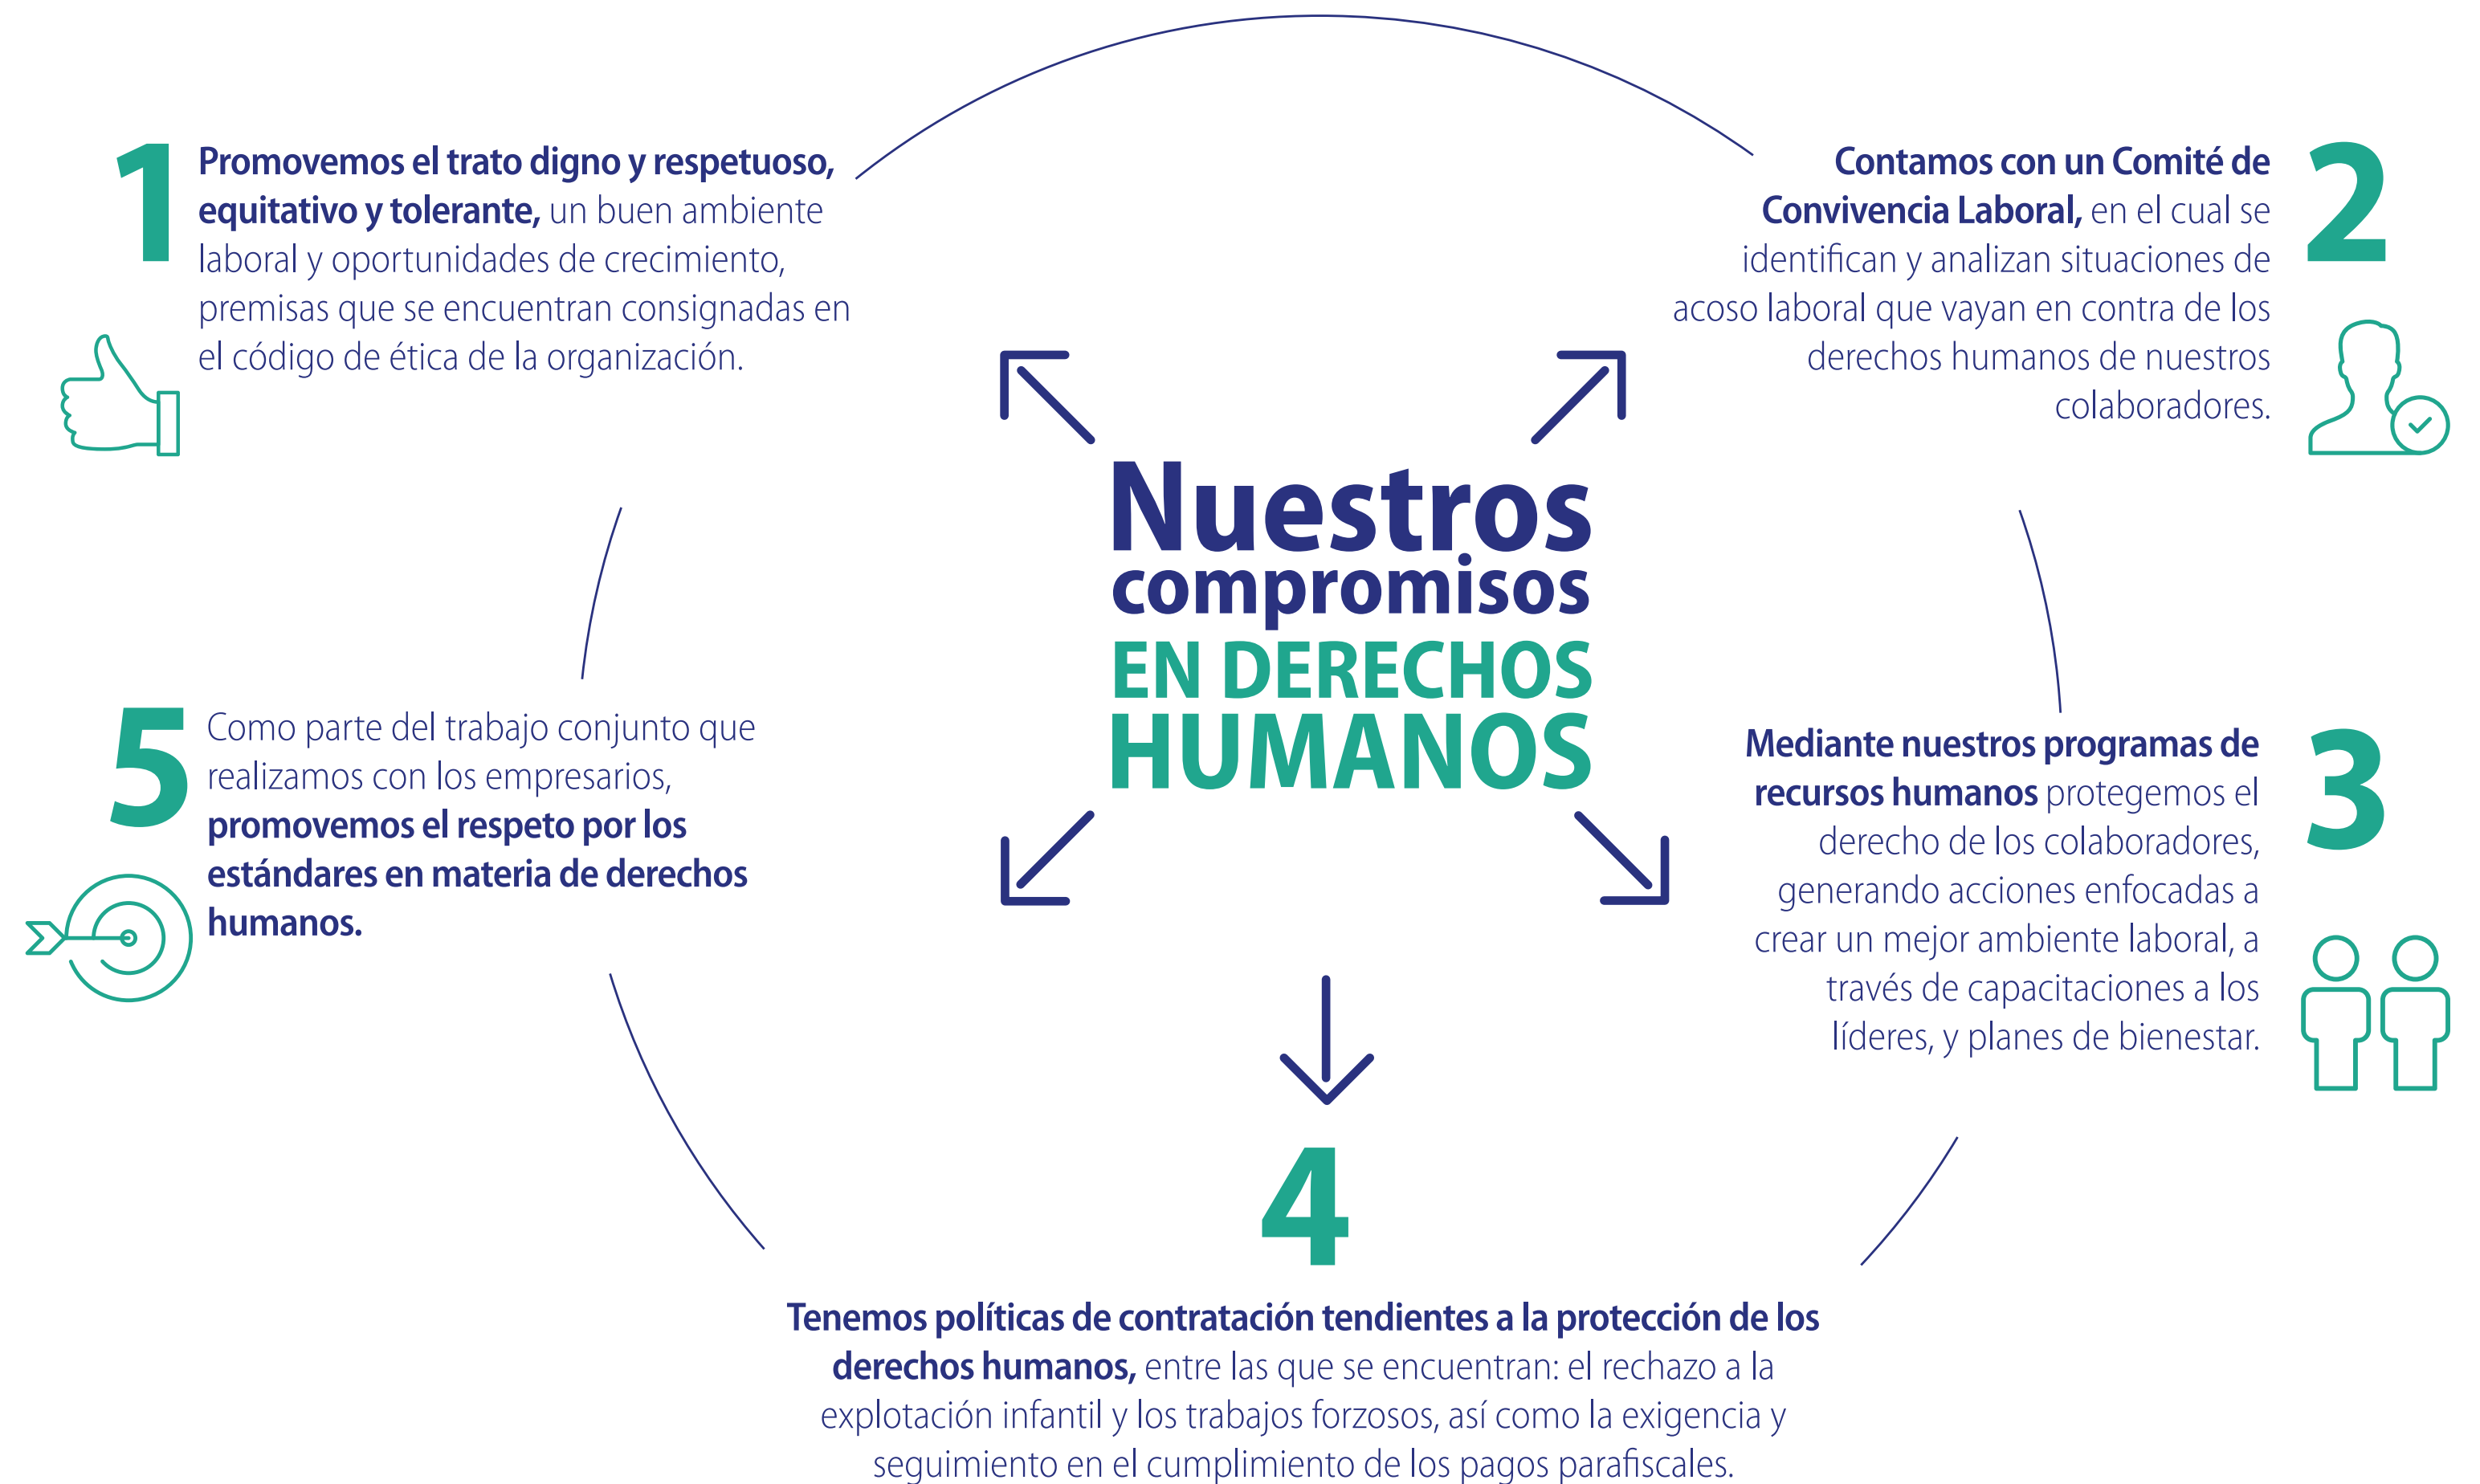 1
Promovemos el trato digno y respetuoso,
equitativo y tolerante, un buen ambiente
laboral y oportunidades de crecimiento,
premisas que se encuentran consignadas en
el código de ética de la organización.
2
Contamos con un Comité de
Convivencia Laboral, en el cual se
identifican y analizan situaciones de
acoso laboral que vayan en contra de los
derechos humanos de nuestros
colaboradores.
Nuestros
compromisos
EN DERECHOS
HUMANOS
3
Mediante nuestros programas de
recursos humanos protegemos el
derecho de los colaboradores,
generando acciones enfocadas a
crear un mejor ambiente laboral, a
través de capacitaciones a los
líderes, y planes de bienestar.
4
Tenemos políticas de contratación tendientes a la protección de los
derechos humanos, entre las que se encuentran: el rechazo a la
explotación infantil y los trabajos forzosos, así como la exigencia y
seguimiento en el cumplimiento de los pagos parafiscales.
5
Como parte del trabajo conjunto que
realizamos con los empresarios,
promovemos el respeto por los
estándares en materia de derechos
humanos.